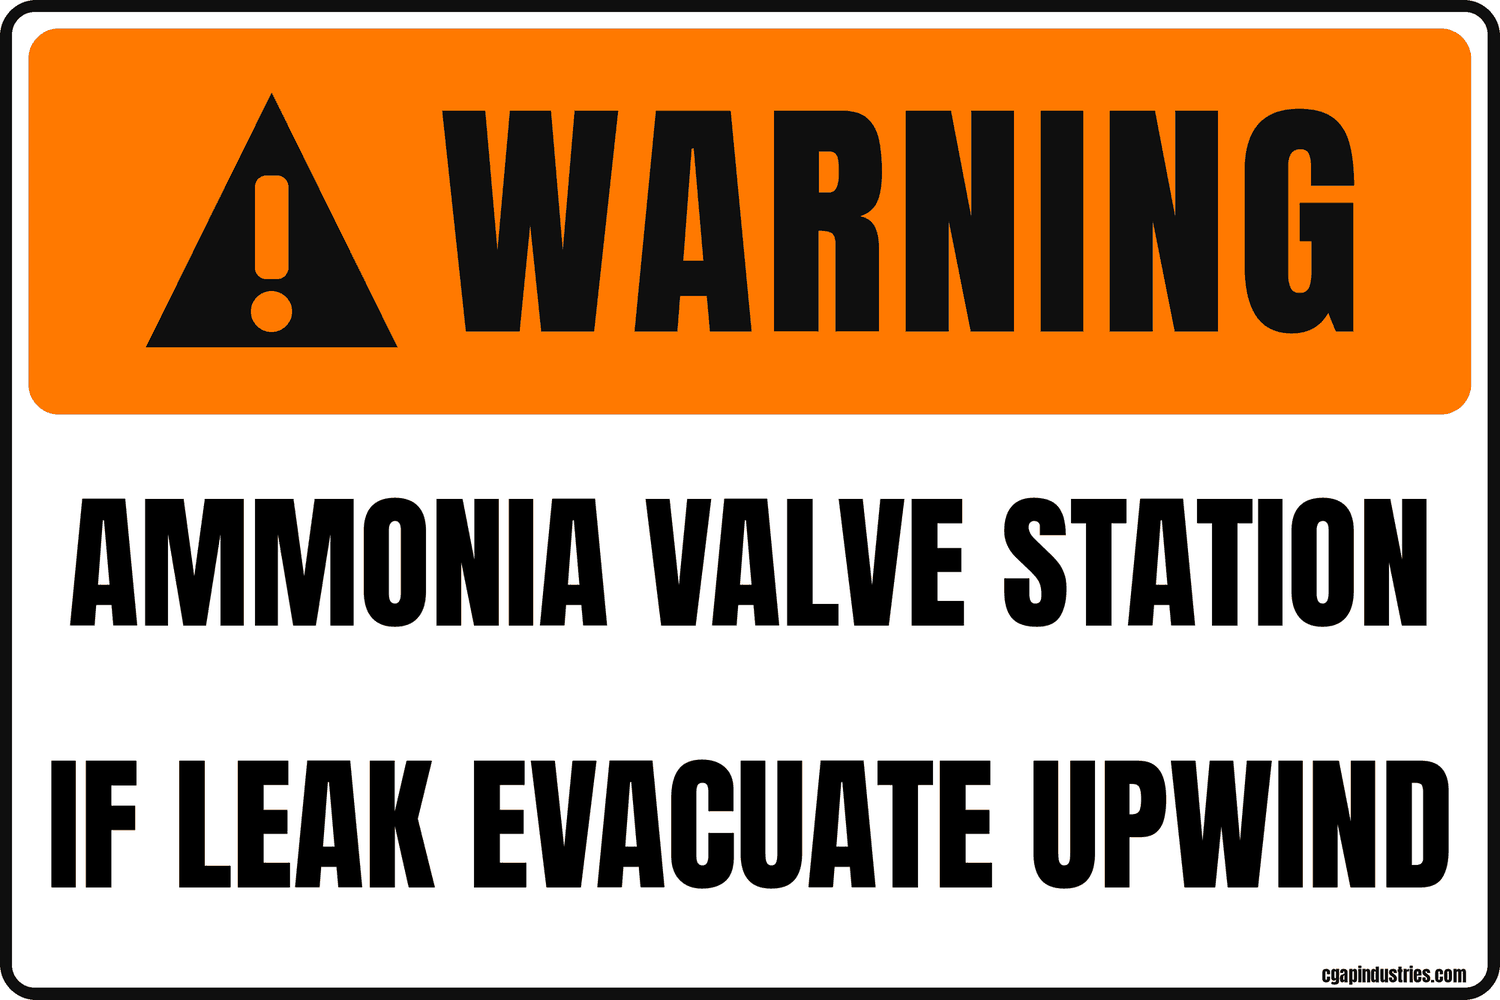 WARNING
AMMONIA VALVE STATION
IF LEAK EVACUATE UPWIND
cgapindustries.com